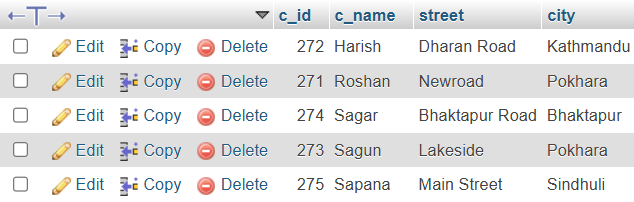 c_id c_name street city
Edit Copy Delete 272 Harish Dharan Road Kathmandu
Edit Copy Delete 271 Roshan Newroad Pokhara
Edit Copy Delete 274 Sagar Bhaktapur Road Bhaktapur
Edit Copy Delete 273 Sagun Lakeside Pokhara
Edit Copy Delete 275 Sapana Main Street Sindhuli